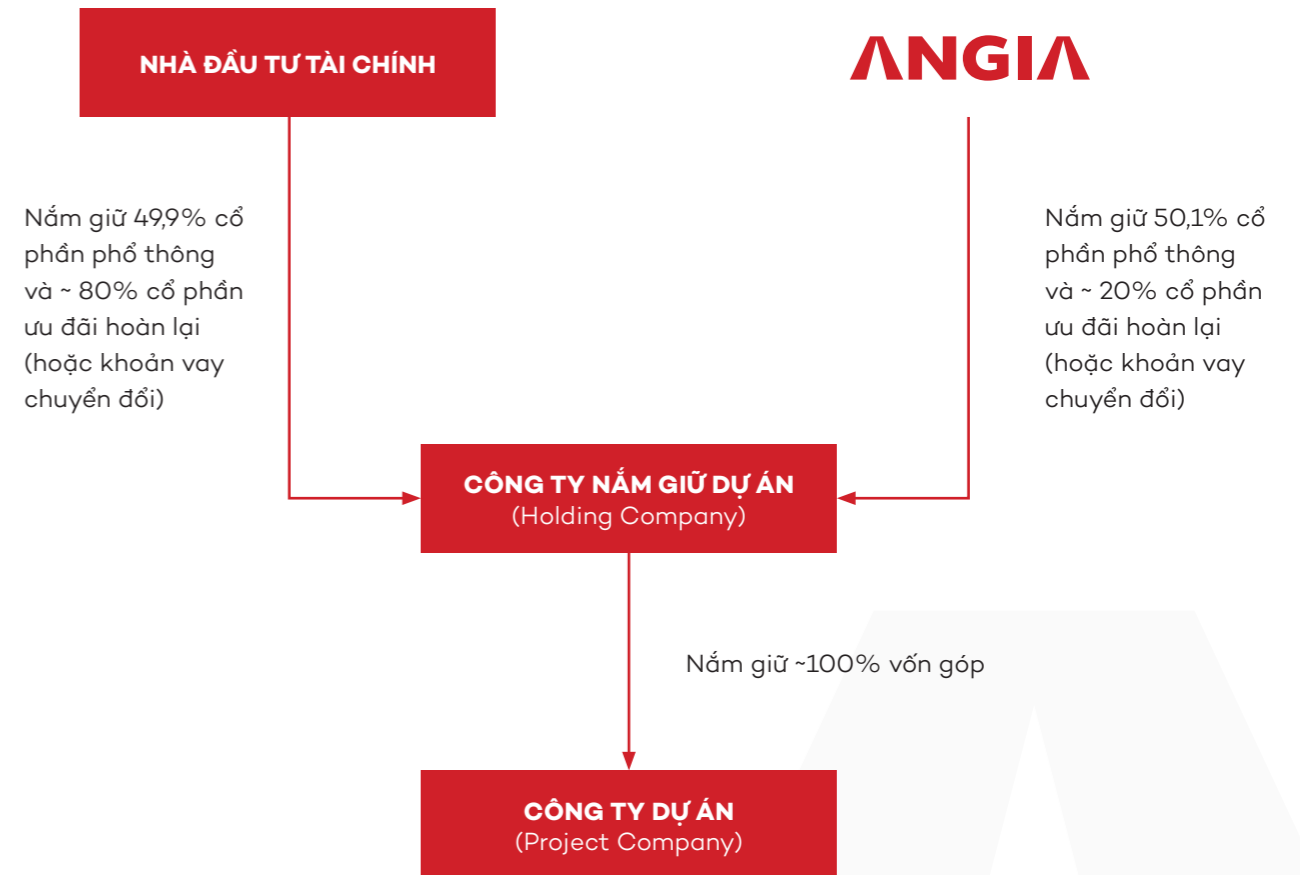 NHÀ ĐẦU TƯ TÀI CHÍNH
ANGIA
Nắm giữ 49,9% cổ
phần phổ thông
và ~ 80% cổ phần
ưu đãi hoàn lại
(hoặc khoản vay
chuyển đổi)
Nắm giữ 50,1% cổ
phần phổ thông
và ~ 20% cổ phần
ưu đãi hoàn lại
(hoặc khoản vay
chuyển đổi)
CÔNG TY NẮM GIỮ DỰ ÁN
(Holding Company)
Nắm giữ ~100% vốn góp
CÔNG TY DỰ ÁN
(Project Company)